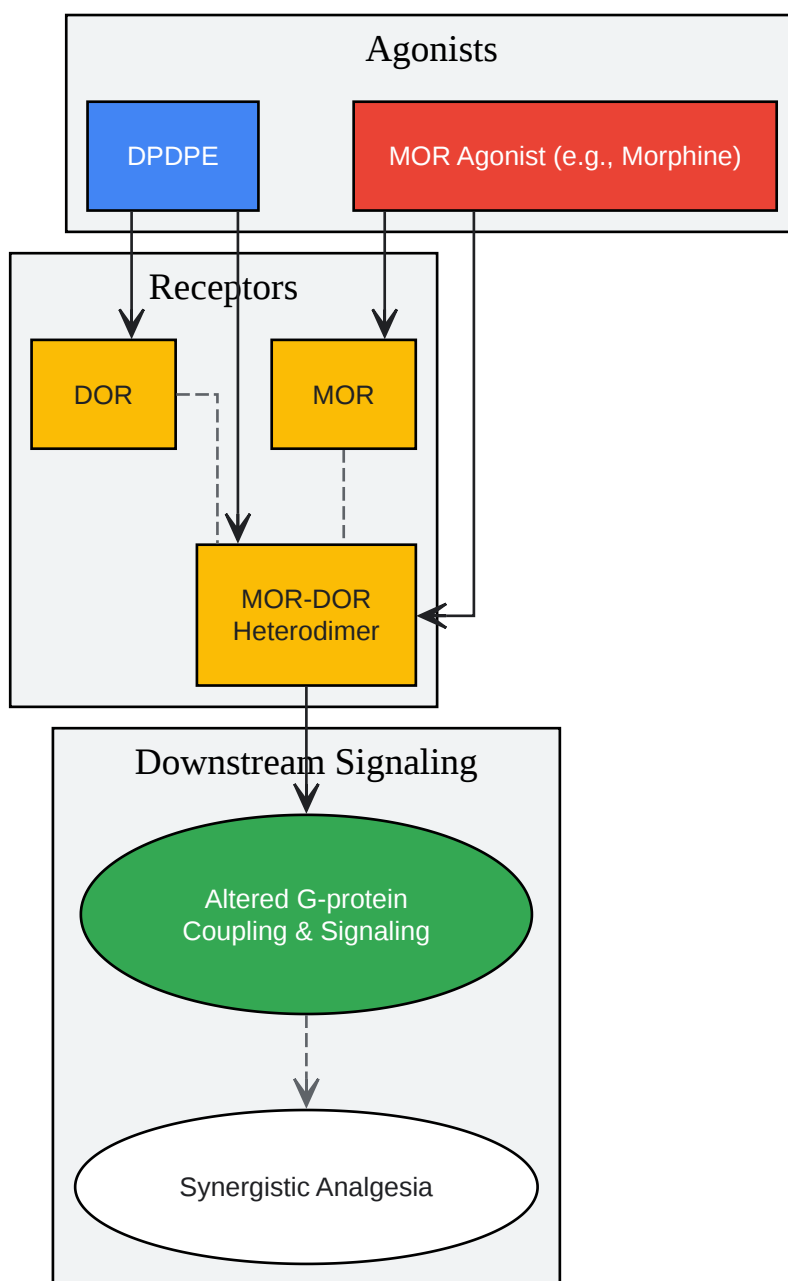 Agonists
DPDPE
MOR Agonist (e.g., Morphine)
Receptors
DOR
MOR
MOR-DOR
Heterodimer
Downstream Signaling
Altered G-protein
Coupling & Signaling
Synergistic Analgesia